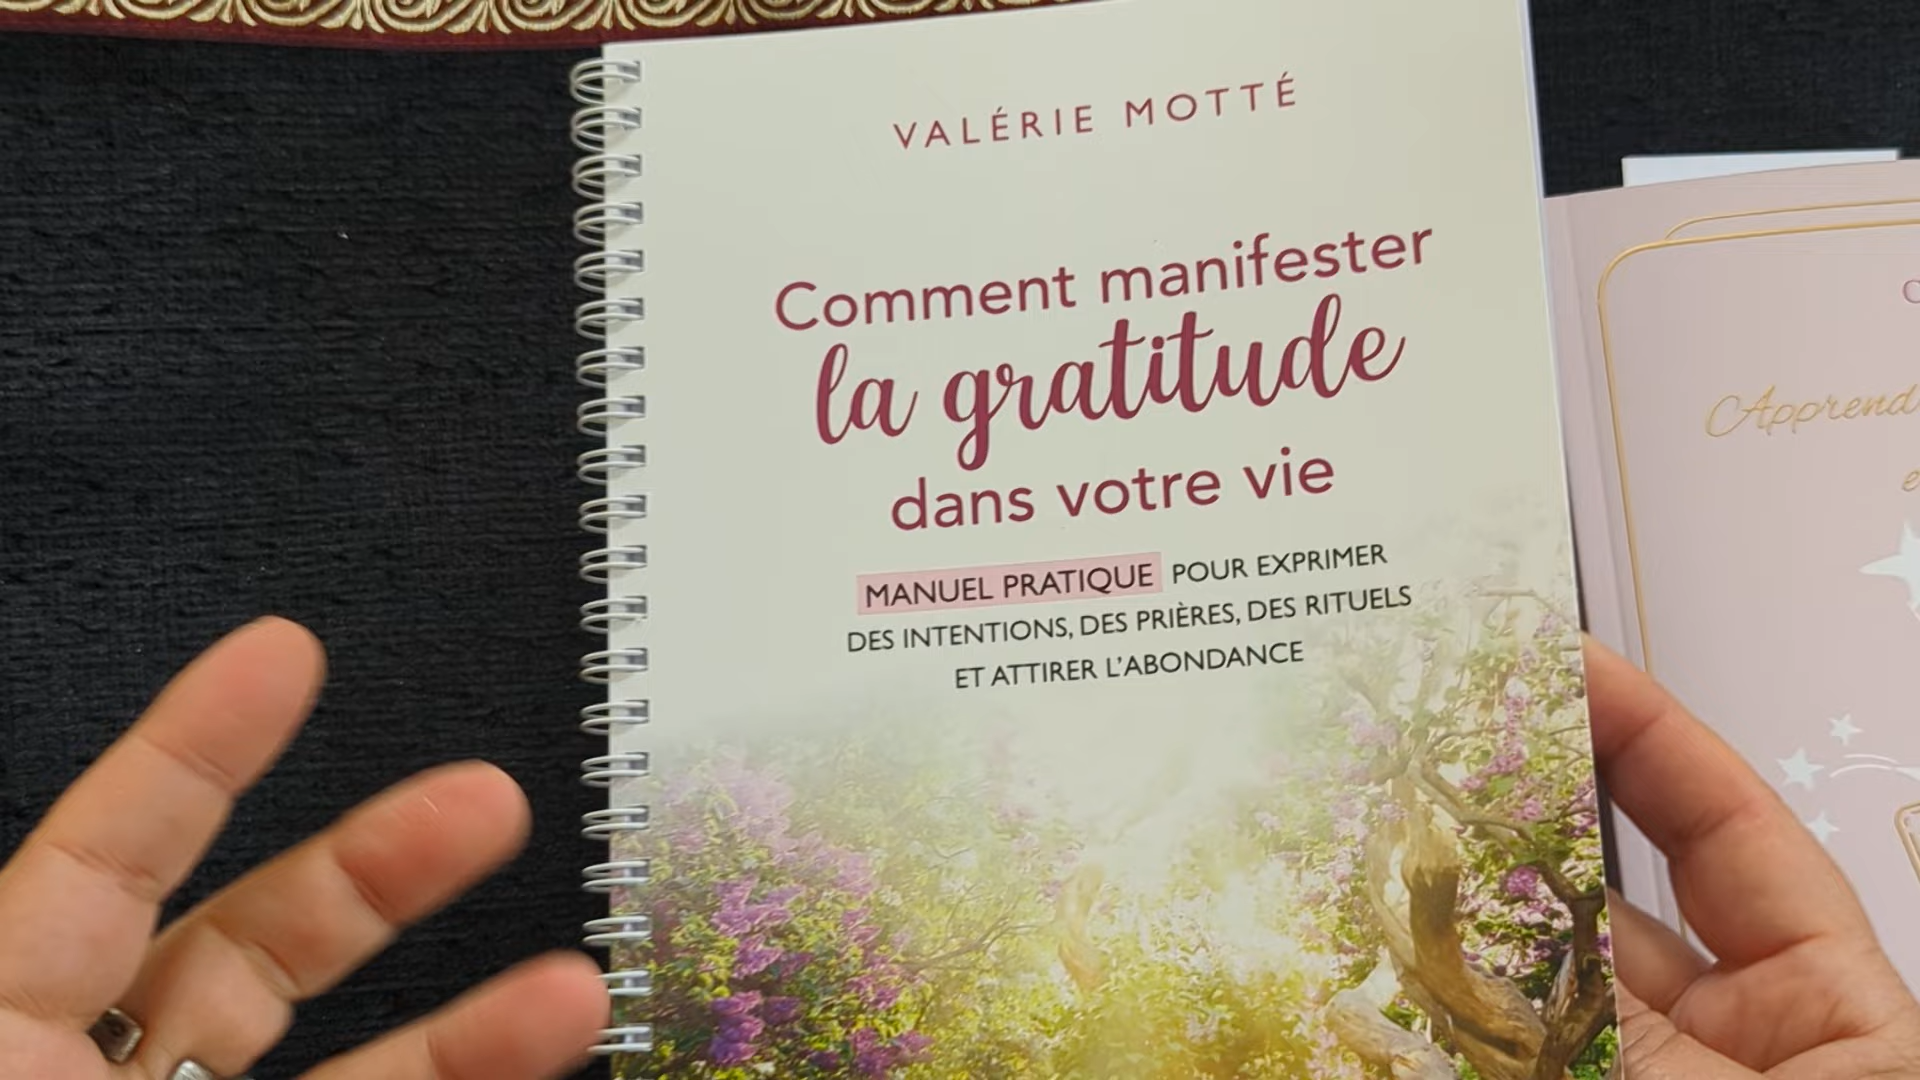 VALÉRIE MOTTÉ
Comment manifester
la gratitude
dans votre vie
MANUEL PRATIQUE POUR EXPRIMER
DES INTENTIONS, DES PRIÈRES, DES RITUELS
ET ATTIRER L'ABONDANCE